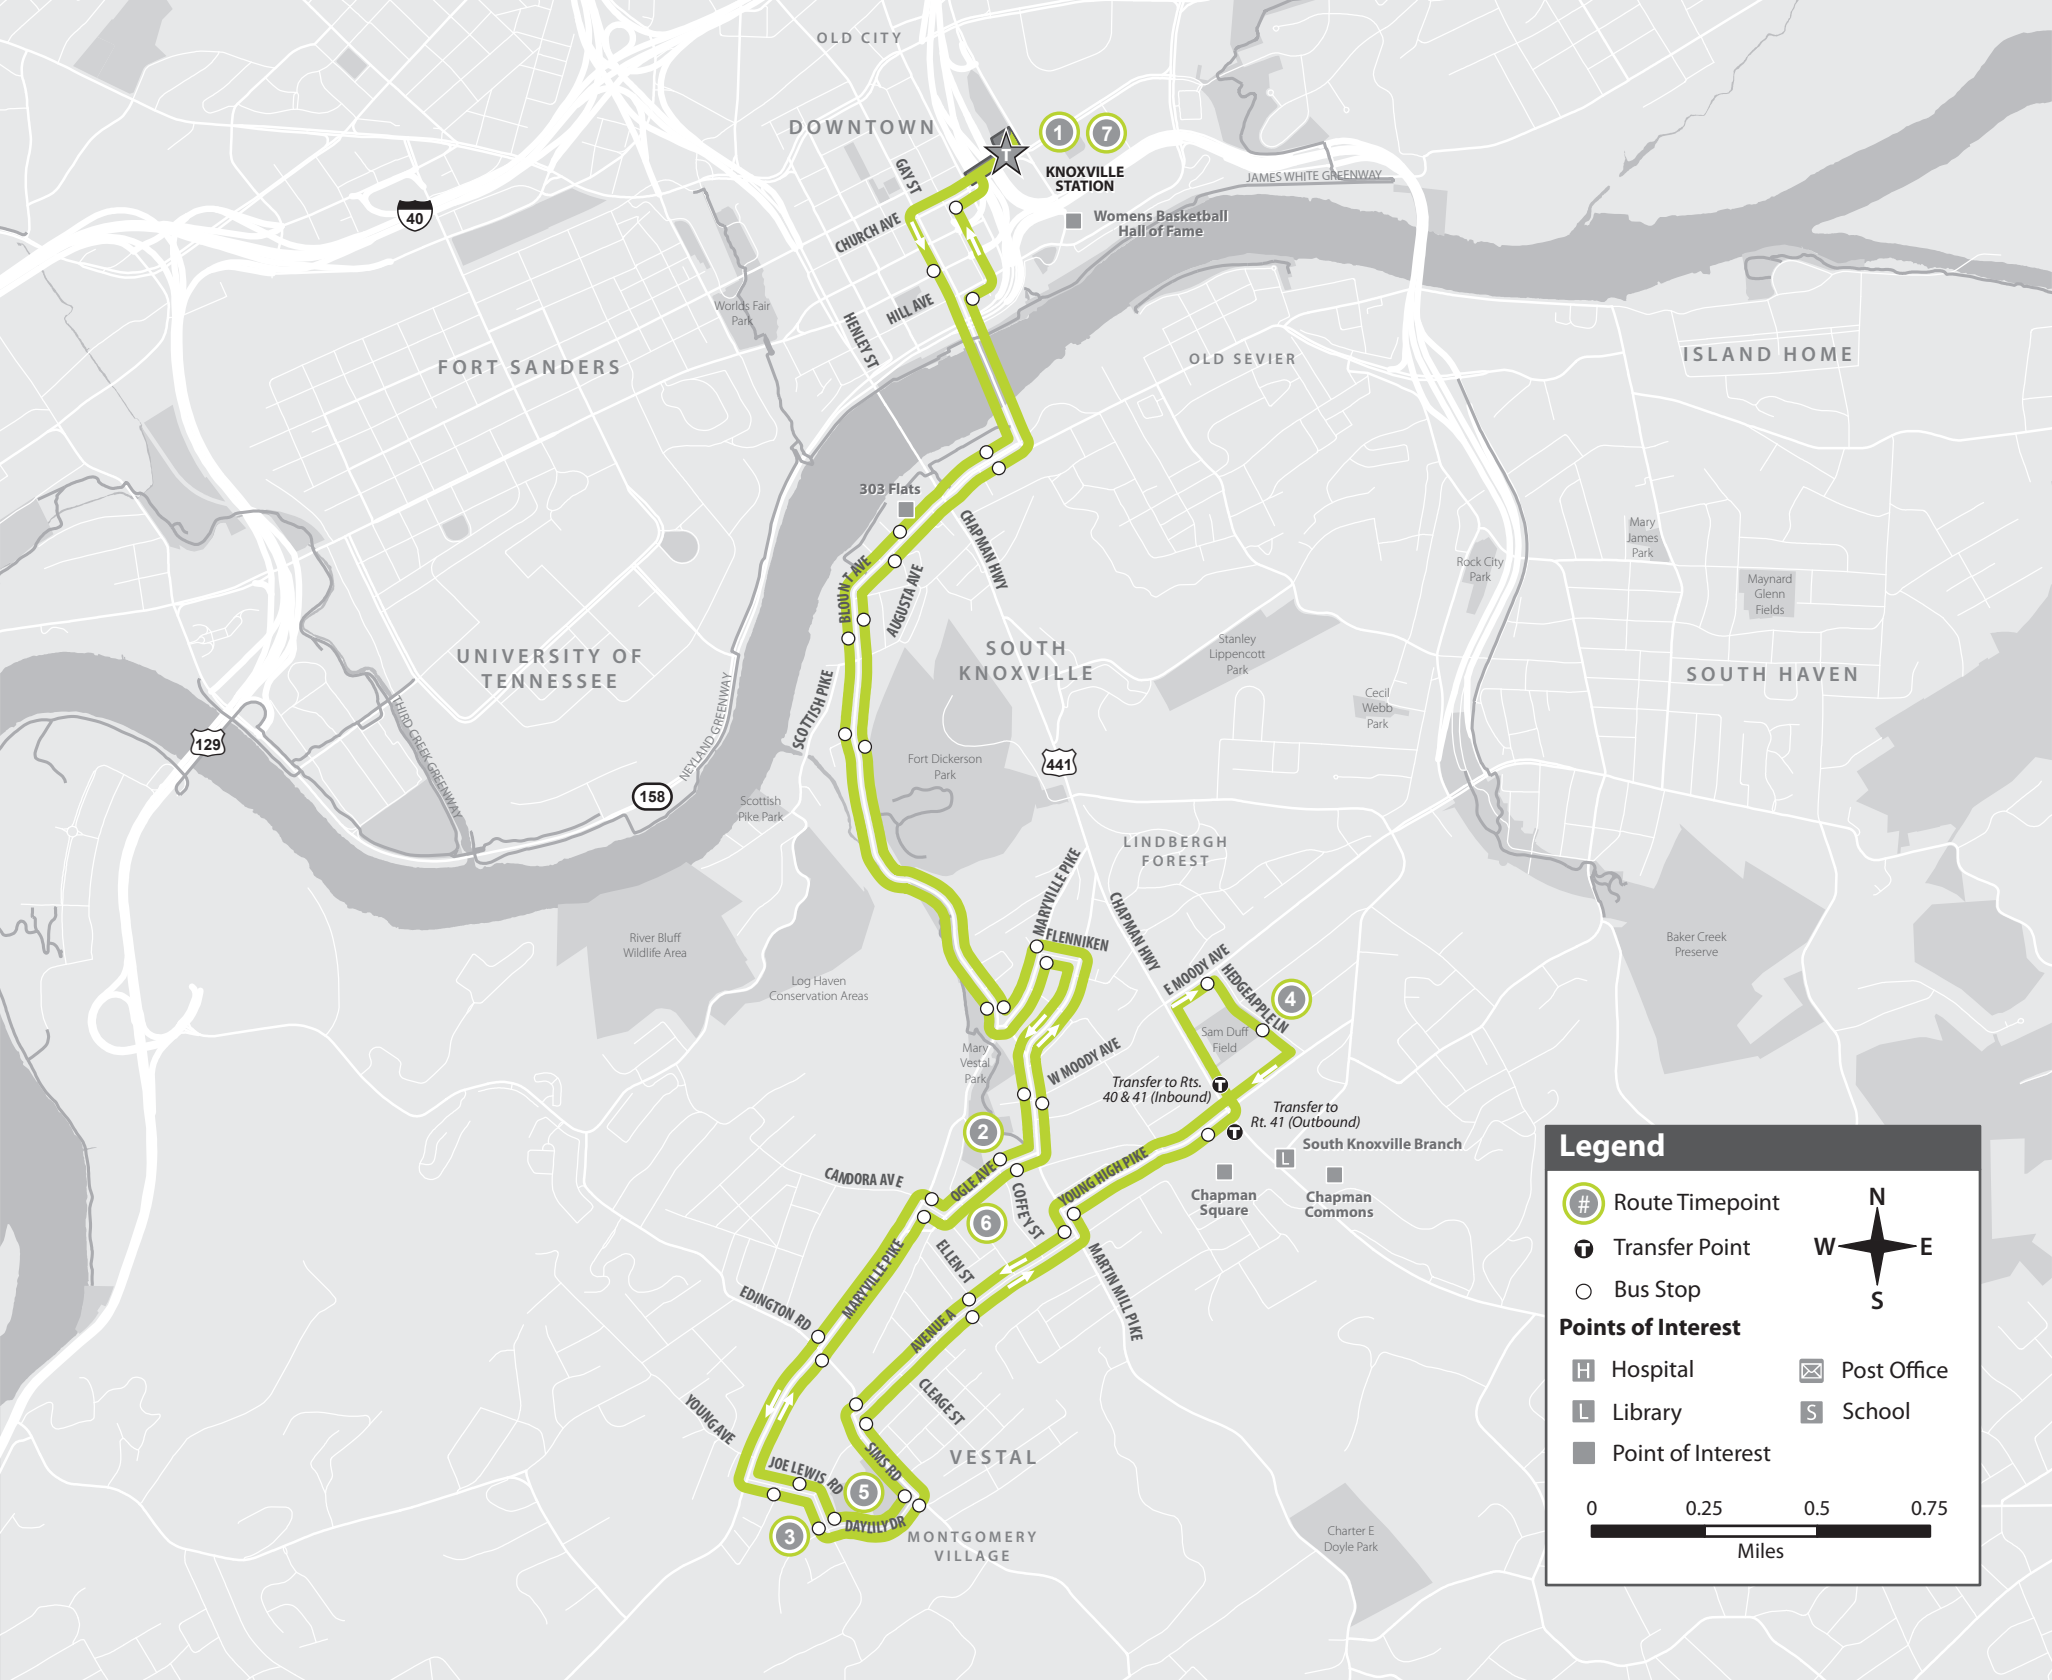 OLD CITY
DOWNTOWN
1
7
KNOXVILLE
STATION
T
GAY ST
CHURCH AVE
HILL AVE
HENLEY ST
Womens Basketball
Hall of Fame
JAMES WHITE GREENWAY
40
Worlds Fair
Park
FORT SANDERS
OLD SEVIER
ISLAND HOME
303 Flats
CHAPMAN HWY
BLOUNT AVE
AUGUSTA AVE
Mary
James
Park
Rock City
Park
Maynard
Glenn
Fields
UNIVERSITY OF
TENNESSEE
SOUTH
KNOXVILLE
Stanley
Lippencott
Park
SOUTH HAVEN
Cecil
Webb
Park
SCOTTISH PIKE
THIRD CREEK GREENWAY
NEYLAND GREENWAY
129
158
441
Fort Dickerson
Park
Scottish
Pike Park
LINDBERGH
FOREST
MARYVILLE PIKE
FLENNIKEN
CHAPMAN HWY
E MOODY AVE
HEDGEAPPLE LN
4
River Bluff
Wildlife Area
Log Haven
Conservation Areas
Baker Creek
Preserve
Sam Duff
Field
Mary
Vestal
Park
W MOODY AVE
Transfer to Rts.
40 & 41 (Inbound)
T
Transfer to
Rt. 41 (Outbound)
T
2
South Knoxville Branch
L
CANDORA AVE
OGLE AVE
COFFEY ST
YOUNG HIGH PIKE
Chapman
Square
Chapman
Commons
6
ELLEN ST
MARYVILLE PIKE
MARTIN MILL PIKE
EDINGTON RD
AVENUE A
CLEAGE ST
YOUNG AVE
SIMS RD
VESTAL
JOE LEWIS RD
5
3
DAYLILY DR
MONTGOMERY
VILLAGE
Charter E
Doyle Park
Legend
# Route Timepoint
T Transfer Point
Bus Stop
N
W E
S
Points of Interest
H Hospital
Post Office
L Library
S School
Point of Interest
0 0.25 0.5 0.75
Miles